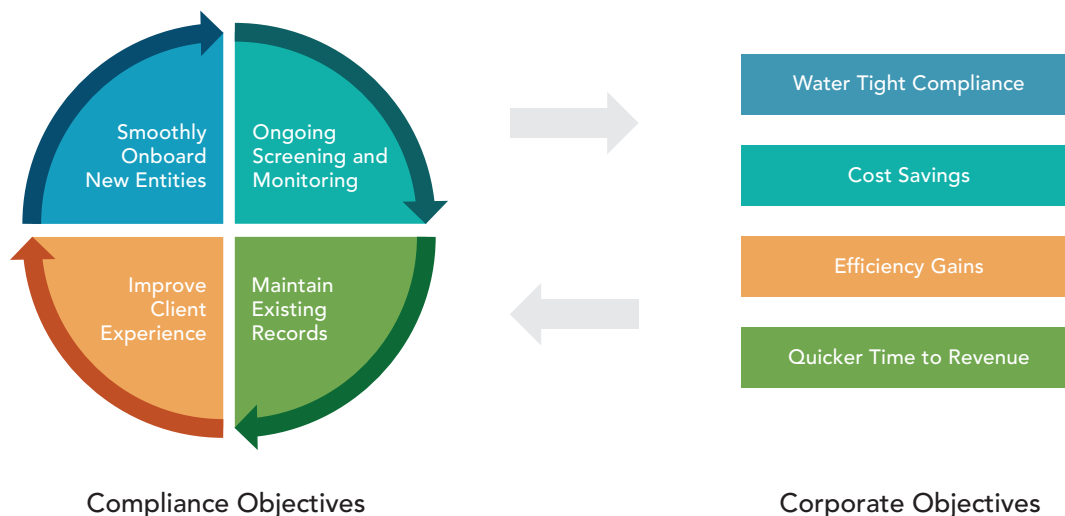 Smoothly
Onboard
New Entities
Ongoing
Screening and
Monitoring
Improve
Client
Experience
Maintain
Existing
Records
Compliance Objectives
Water Tight Compliance
Cost Savings
Efficiency Gains
Quicker Time to Revenue
Corporate Objectives